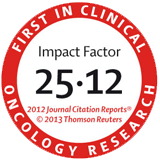 FIRST IN CLINICAL
Impact Factor
25·12
2012 Journal Citation Reports®
© 2013 Thomson Reuters
ONCOLOGY RESEARCH